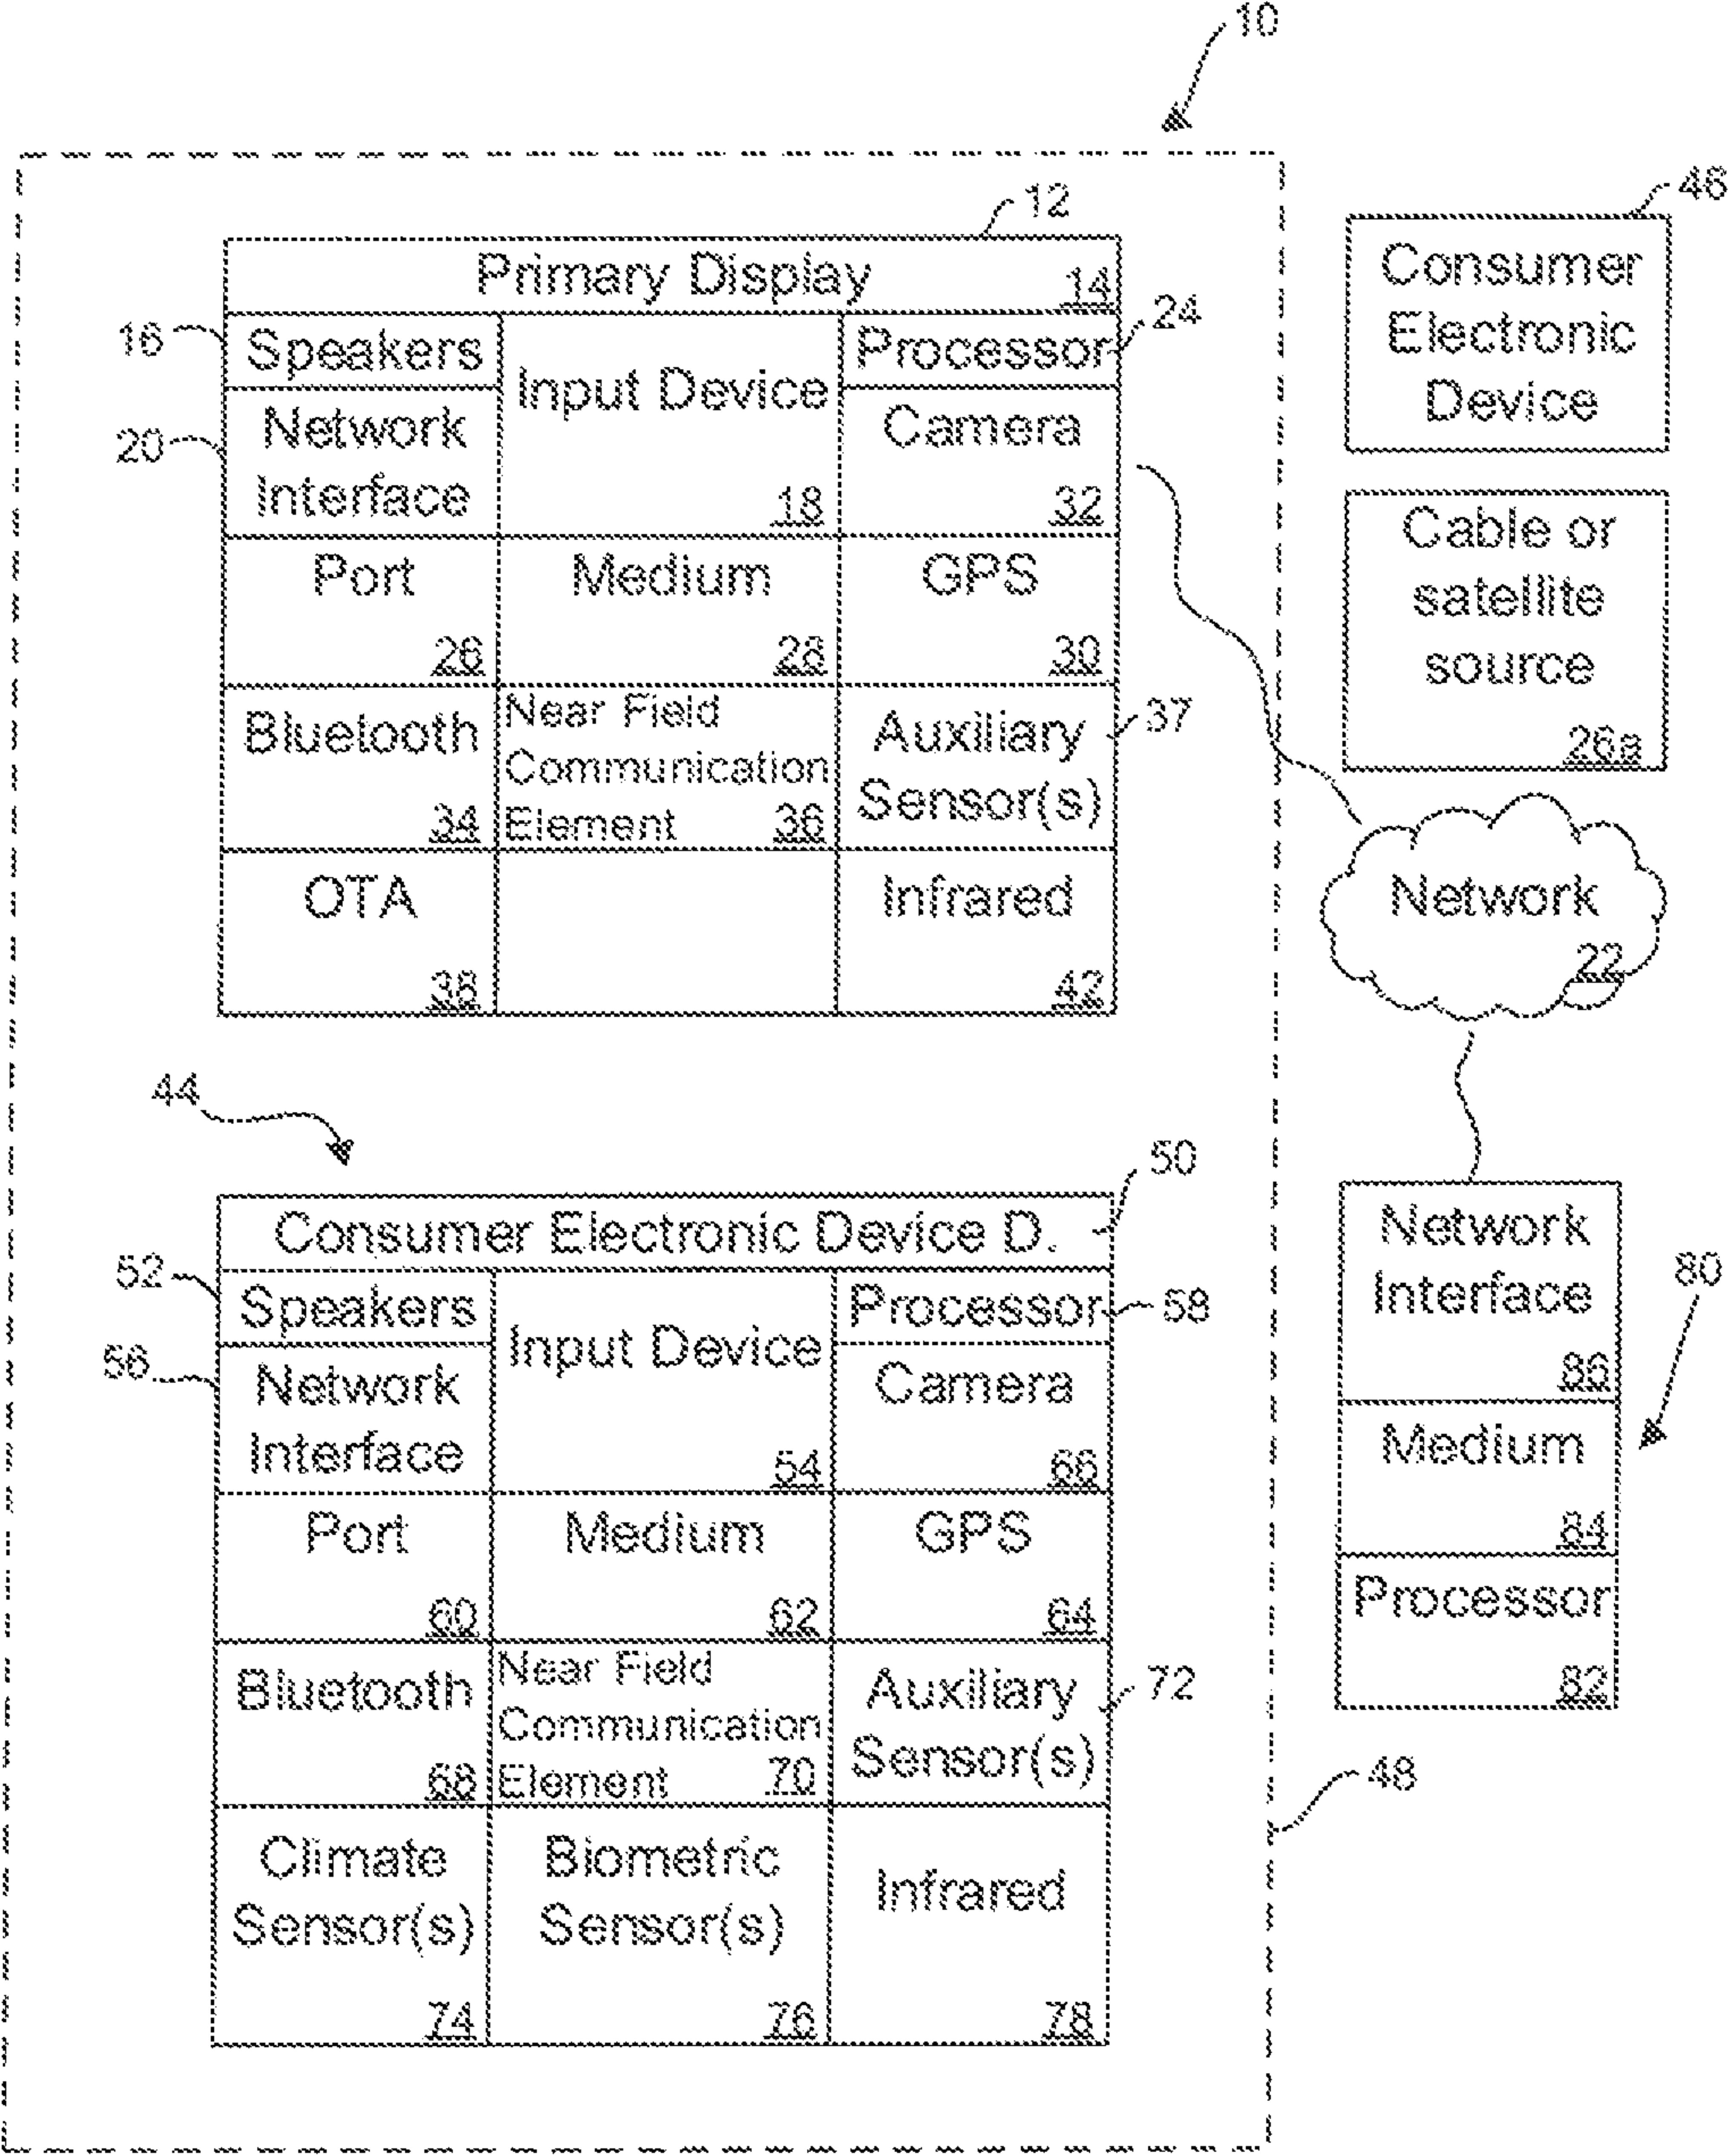 10
12
46
Primary Display
14
Consumer
Electronic
Device
16
Speakers
Input Device
18
Processor
24
20
Network
Interface
Camera
32
Cable or
satellite
source
26a
Port
26
Medium
28
GPS
30
Bluetooth
34
Near Field
Communication
Element 36
Auxiliary
Sensor(s)
37
Network
22
OTA
38
Infrared
42
44
Consumer Electronic Device D.
50
52
Speakers
Input Device
54
Processor
58
56
Network
Interface
Camera
66
Network
Interface
86
80
Medium
84
Processor
82
Port
60
Medium
62
GPS
64
Bluetooth
68
Near Field
Communication
Element 70
Auxiliary
Sensor(s)
72
48
Climate
Sensor(s)
74
Biometric
Sensor(s)
76
Infrared
78